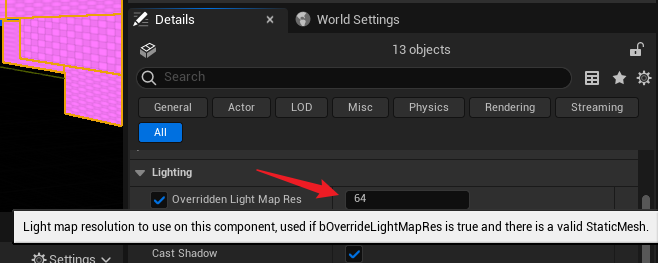 Details
World Settings
13 objects
Search
General
Actor
LOD
Misc
Physics
Rendering
Streaming
All
Lighting
Overridden Light Map Res
64
Light map resolution to use on this component, used if bOverrideLightMapRes is true and there is a valid StaticMesh.
Settings
Cast Shadow